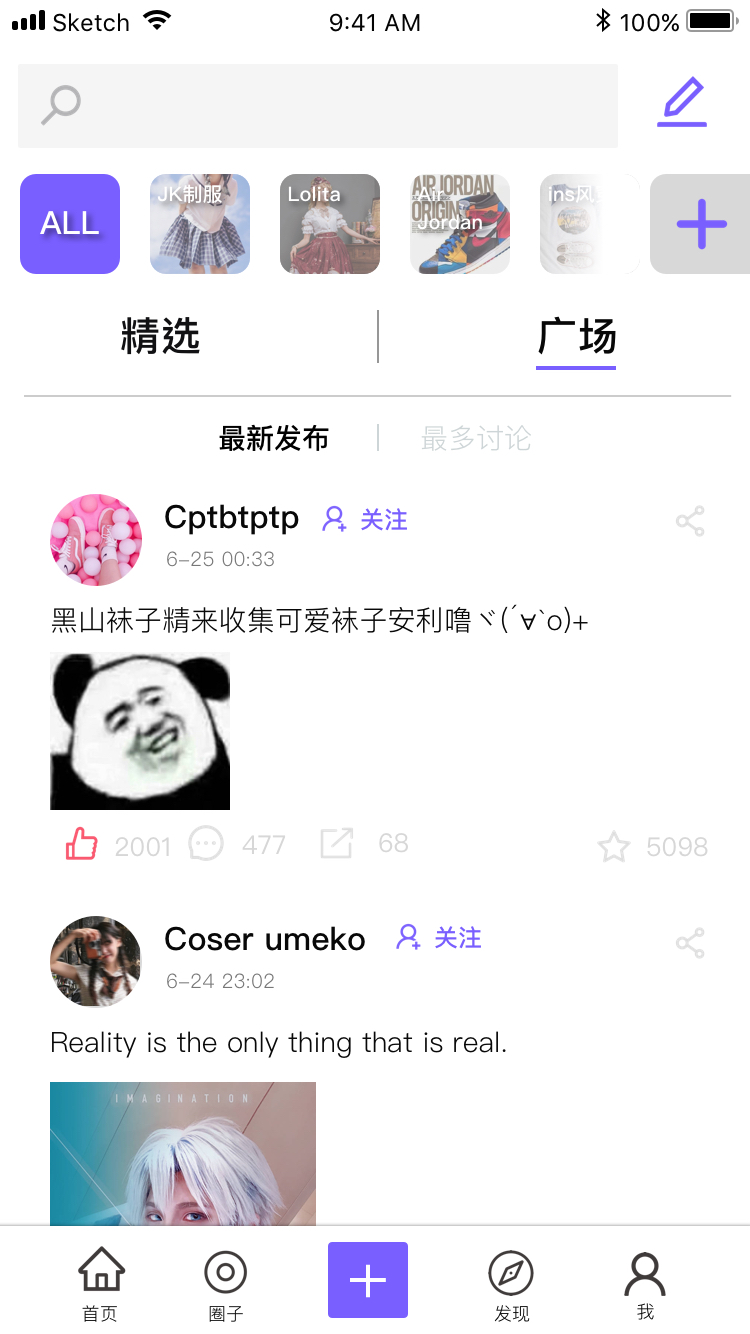 Sketch 9:41 AM 100%
ALL
JK制服
Lolita
AIR JORDAN
ORIGIN
Air
Jordan
ins风
精选 广场
最新发布 最多讨论
Cptbtptp 关注
6-25 00:33
黑山袜子精来收集可爱袜子安利噜ヾ(´∀`o)+
2001 477 68 5098
Coser umeko 关注
6-24 23:02
Reality is the only thing that is real.
IMAGINATION
首页 圈子 发现 我